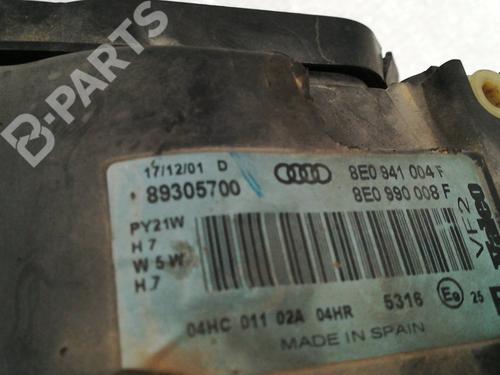 B-PARTS
17/12/01 D
89305700
8E0 941 004 F
8E0 990 008 F
PY21W
H 7
W 5 W
H.7
VF2
Valeo
04HC 011 02A 04HR 5316 E9 25
MADE IN SPAIN